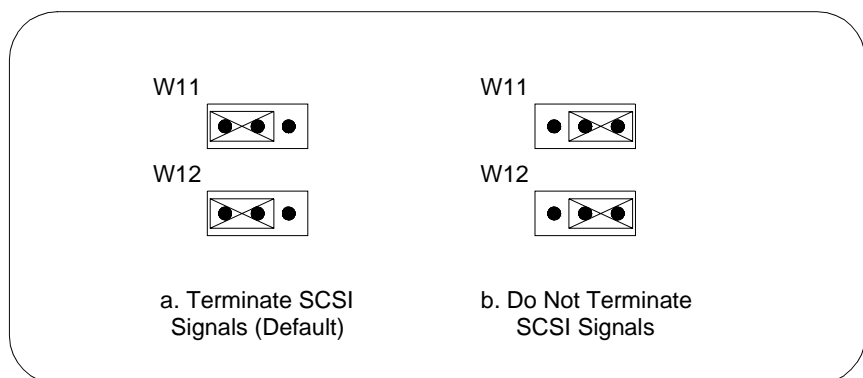 W11
W12
a. Terminate SCSI
Signals (Default)
W11
W12
b. Do Not Terminate
SCSI Signals